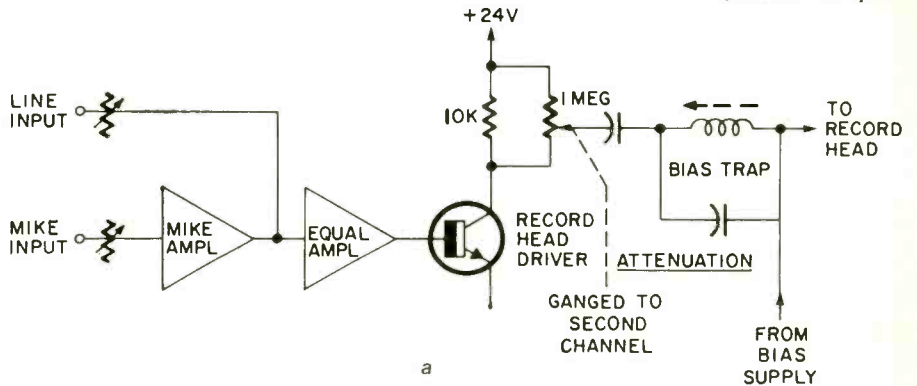 +24V
LINE
INPUT
10K
1 MEG
TO
RECORD
HEAD
BIAS TRAP
MIKE
INPUT
MIKE
AMPL
EQUAL
AMPL
RECORD
HEAD
DRIVER
ATTENUATION
GANGED TO
SECOND
CHANNEL
FROM
BIAS
SUPPLY
a